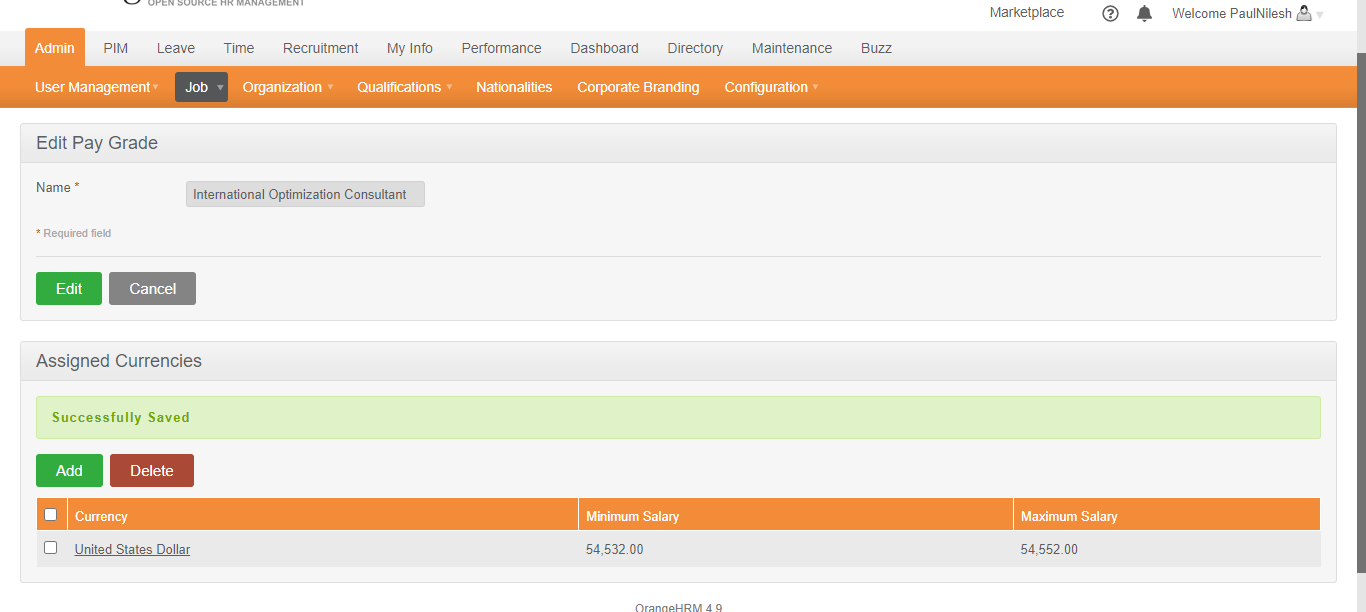 OPEN SOURCE HR MANAGEMENT
Marketplace Welcome PaulNilesh
Admin PIM Leave Time Recruitment My Info Performance Dashboard Directory Maintenance Buzz
User Management Job Organization Qualifications Nationalities Corporate Branding Configuration
Edit Pay Grade
Name * International Optimization Consultant
* Required field
Edit Cancel
Assigned Currencies
Successfully Saved
Add Delete
Currency Minimum Salary Maximum Salary
United States Dollar 54,532.00 54,552.00
OrangeHRM 4.9